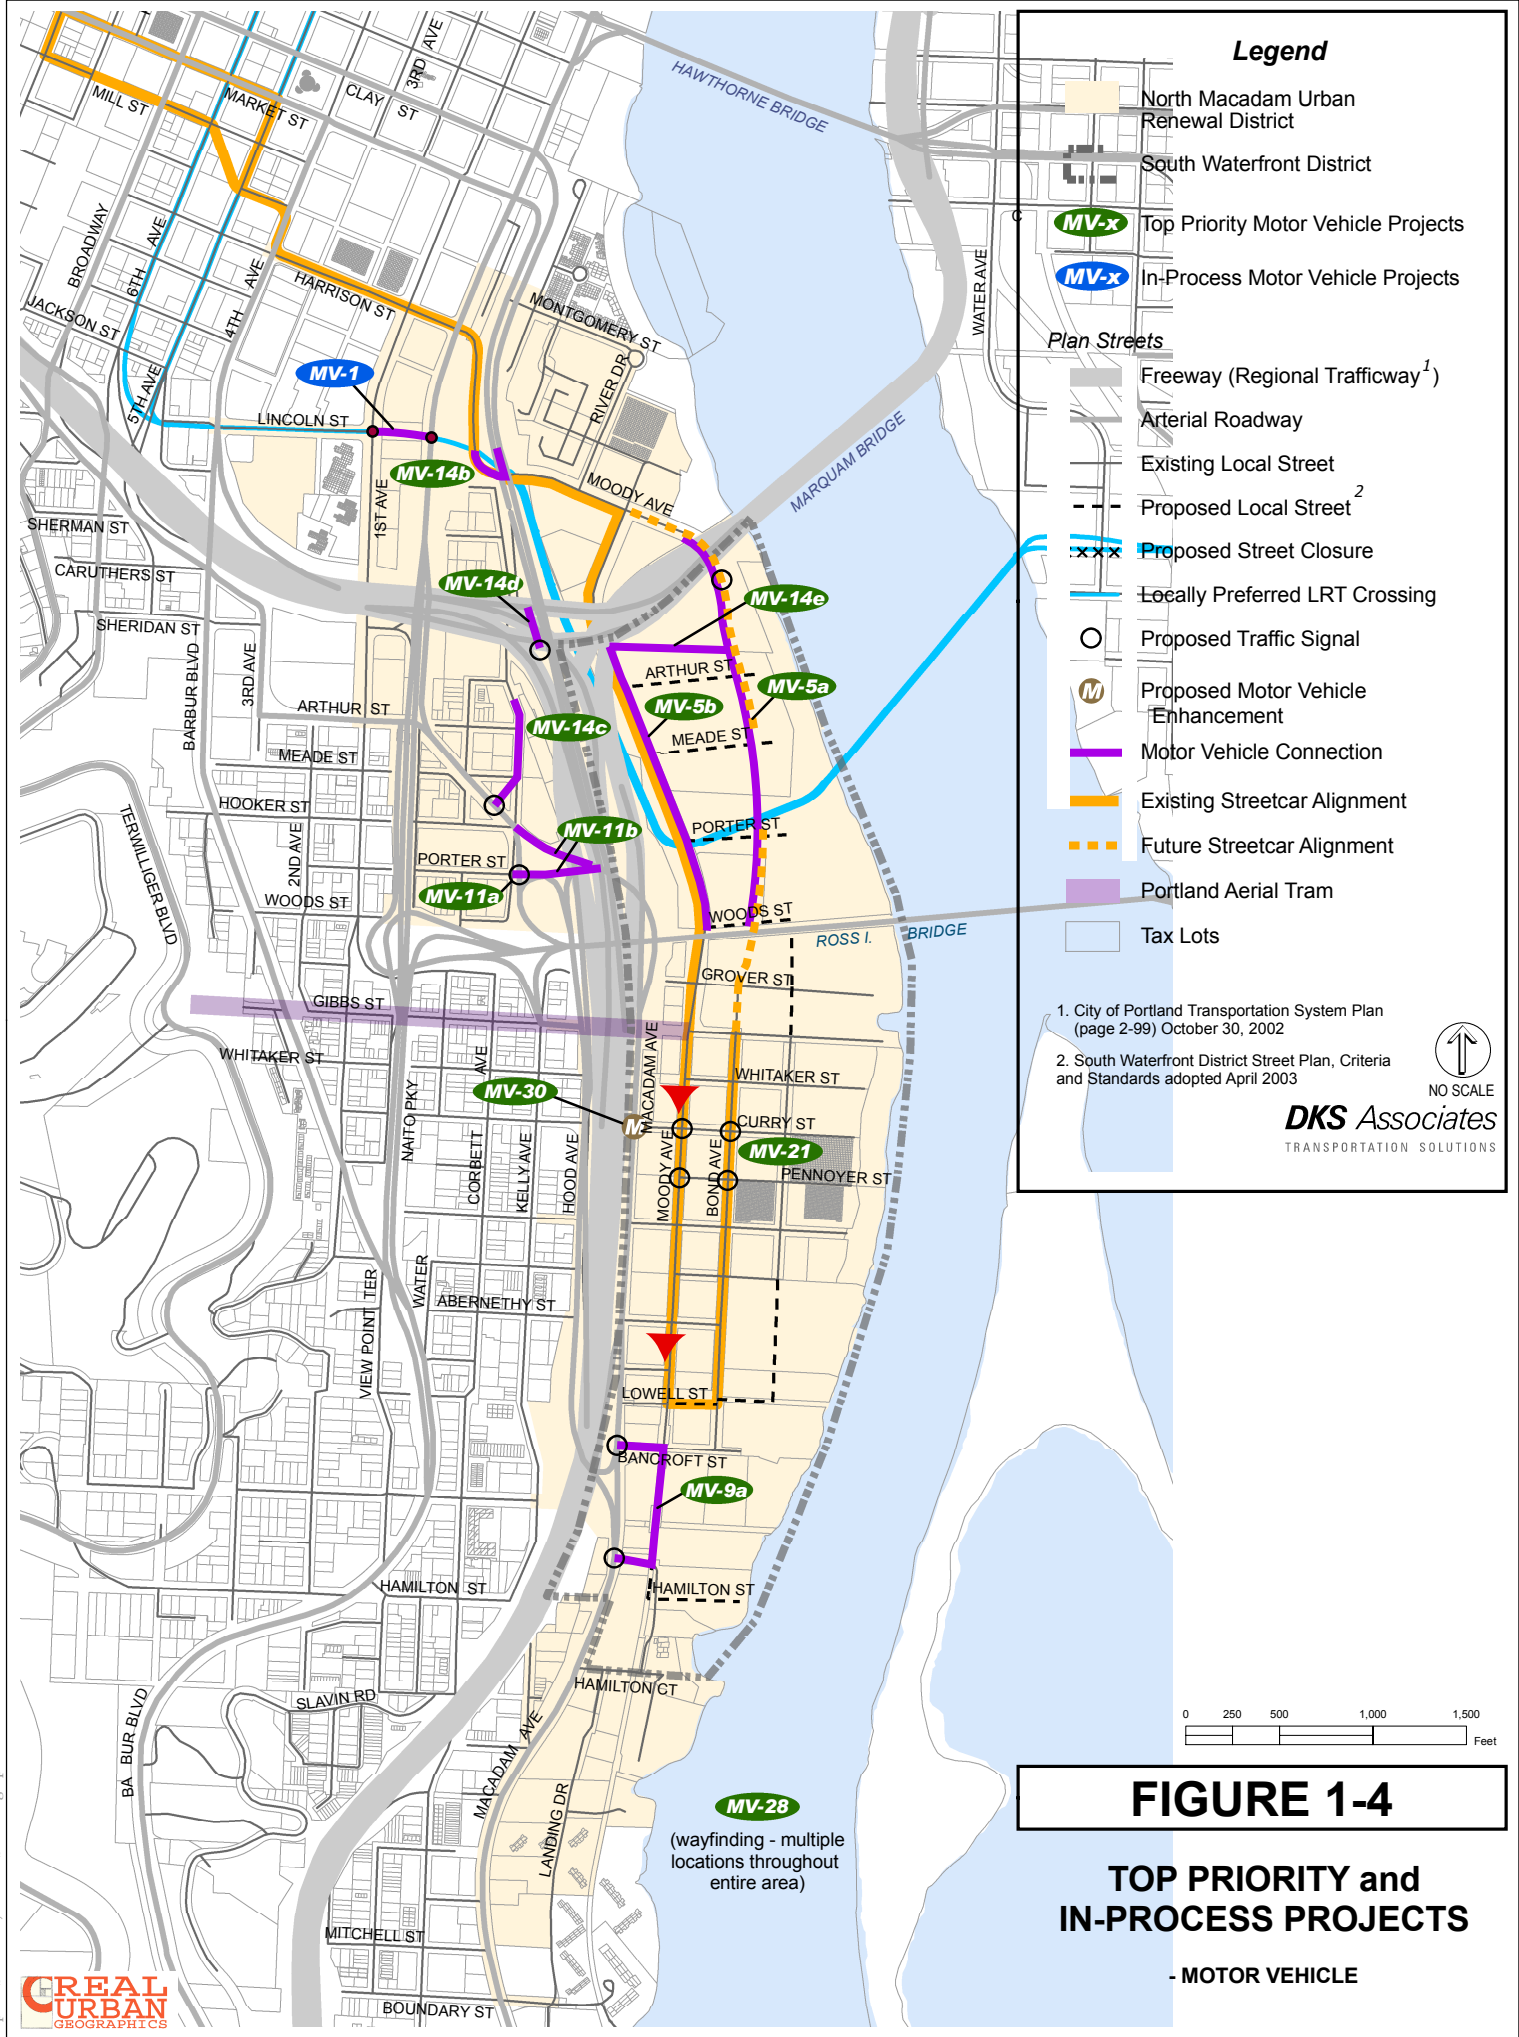 Legend
North Macadam Urban
Renewal District
South Waterfront District
MV-x Top Priority Motor Vehicle Projects
MV-x In-Process Motor Vehicle Projects
Plan Streets
Freeway (Regional Trafficway1)
Arterial Roadway
Existing Local Street
Proposed Local Street 2
Proposed Street Closure
Locally Preferred LRT Crossing
Proposed Traffic Signal
M Proposed Motor Vehicle
Enhancement
Motor Vehicle Connection
Existing Streetcar Alignment
Future Streetcar Alignment
Portland Aerial Tram
Tax Lots
1. City of Portland Transportation System Plan
(page 2-99) October 30, 2002
2. South Waterfront District Street Plan, Criteria
and Standards adopted April 2003
NO SCALE
DKS Associates
TRANSPORTATION SOLUTIONS
MILL ST
MARKET ST
CLAY ST
3RD AVE
HAWTHORNE BRIDGE
BROADWAY
6TH AVE
4TH AVE
JACKSON ST
5TH AVE
HARRISON ST
MONTGOMERY ST
RIVER DR
WATER AVE
C
MV-1
LINCOLN ST
MV-14b
1ST AVE
MOODY AVE
MARQUAM BRIDGE
SHERMAN ST
CARUTHERS ST
SHERIDAN ST
MV-14d
MV-14e
ARTHUR ST
MV-5a
MV-5b
MEADE ST
BARBUR BLVD
3RD AVE
ARTHUR ST
MEADE ST
MV-14c
HOOKER ST
TERWILLIGER BLVD
2ND AVE
PORTER ST
MV-11b
MV-11a
PORTER ST
WOODS ST
WOODS ST
ROSS I. BRIDGE
GROVER ST
GIBBS ST
WHITAKER ST
MACADAM AVE
WHITAKER ST
MV-30
M
CURRY ST
MV-21
PENNOYER ST
NAITO PKY
CORBETT AVE
KELLY AVE
HOOD AVE
MOODY AVE
BOND AVE
VIEW POINT TER
WATER
ABERNETHY ST
LOWELL ST
BANCROFT ST
MV-9a
HAMILTON ST
HAMILTON ST
HAMILTON CT
SLAVIN RD
BA BUR BLVD
MACADAM AVE
LANDING DR
MITCHELL ST
BOUNDARY ST
MV-28
(wayfinding - multiple
locations throughout
entire area)
0 250 500 1,000 1,500
Feet
FIGURE 1-4
TOP PRIORITY and
IN-PROCESS PROJECTS
- MOTOR VEHICLE
REAL
URBAN
GEOGRAPHICS